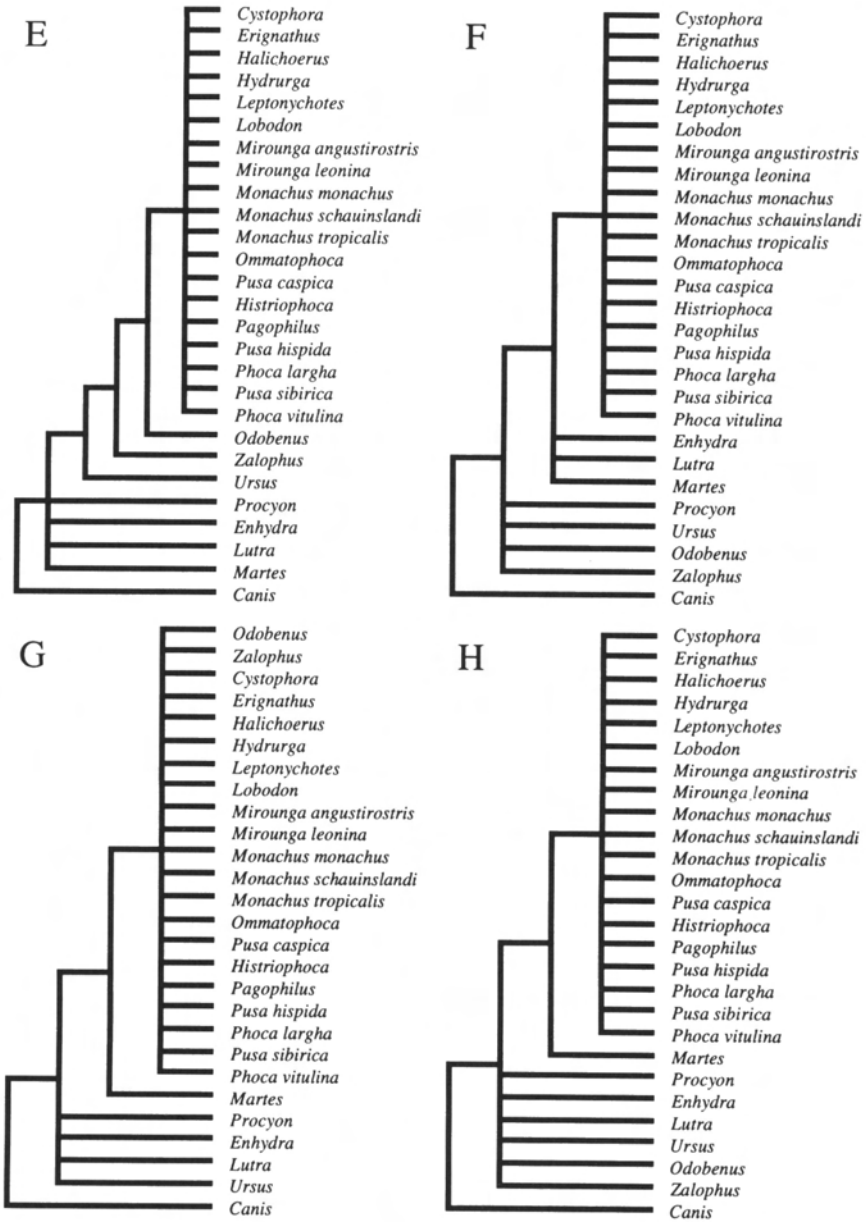 E
Cystophora
Erignathus
Halichoerus
Hydrurga
Leptonychotes
Lobodon
Mirounga angustirostris
Mirounga leonina
Monachus monachus
Monachus schauinslandi
Monachus tropicalis
Ommatophoca
Pusa caspica
Histriophoca
Pagophilus
Pusa hispida
Phoca largha
Pusa sibirica
Phoca vitulina
Odobenus
Zalophus
Ursus
Procyon
Enhydra
Lutra
Martes
Canis
F
Cystophora
Erignathus
Halichoerus
Hydrurga
Leptonychotes
Lobodon
Mirounga angustirostris
Mirounga leonina
Monachus monachus
Monachus schauinslandi
Monachus tropicalis
Ommatophoca
Pusa caspica
Histriophoca
Pagophilus
Pusa hispida
Phoca largha
Pusa sibirica
Phoca vitulina
Enhydra
Lutra
Martes
Procyon
Ursus
Odobenus
Zalophus
Canis
G
Odobenus
Zalophus
Cystophora
Erignathus
Halichoerus
Hydrurga
Leptonychotes
Lobodon
Mirounga angustirostris
Mirounga leonina
Monachus monachus
Monachus schauinslandi
Monachus tropicalis
Ommatophoca
Pusa caspica
Histriophoca
Pagophilus
Pusa hispida
Phoca largha
Pusa sibirica
Phoca vitulina
Martes
Procyon
Enhydra
Lutra
Ursus
Canis
H
Cystophora
Erignathus
Halichoerus
Hydrurga
Leptonychotes
Lobodon
Mirounga angustirostris
Mirounga leonina
Monachus monachus
Monachus schauinslandi
Monachus tropicalis
Ommatophoca
Pusa caspica
Histriophoca
Pagophilus
Pusa hispida
Phoca largha
Pusa sibirica
Phoca vitulina
Martes
Procyon
Enhydra
Lutra
Ursus
Odobenus
Zalophus
Canis